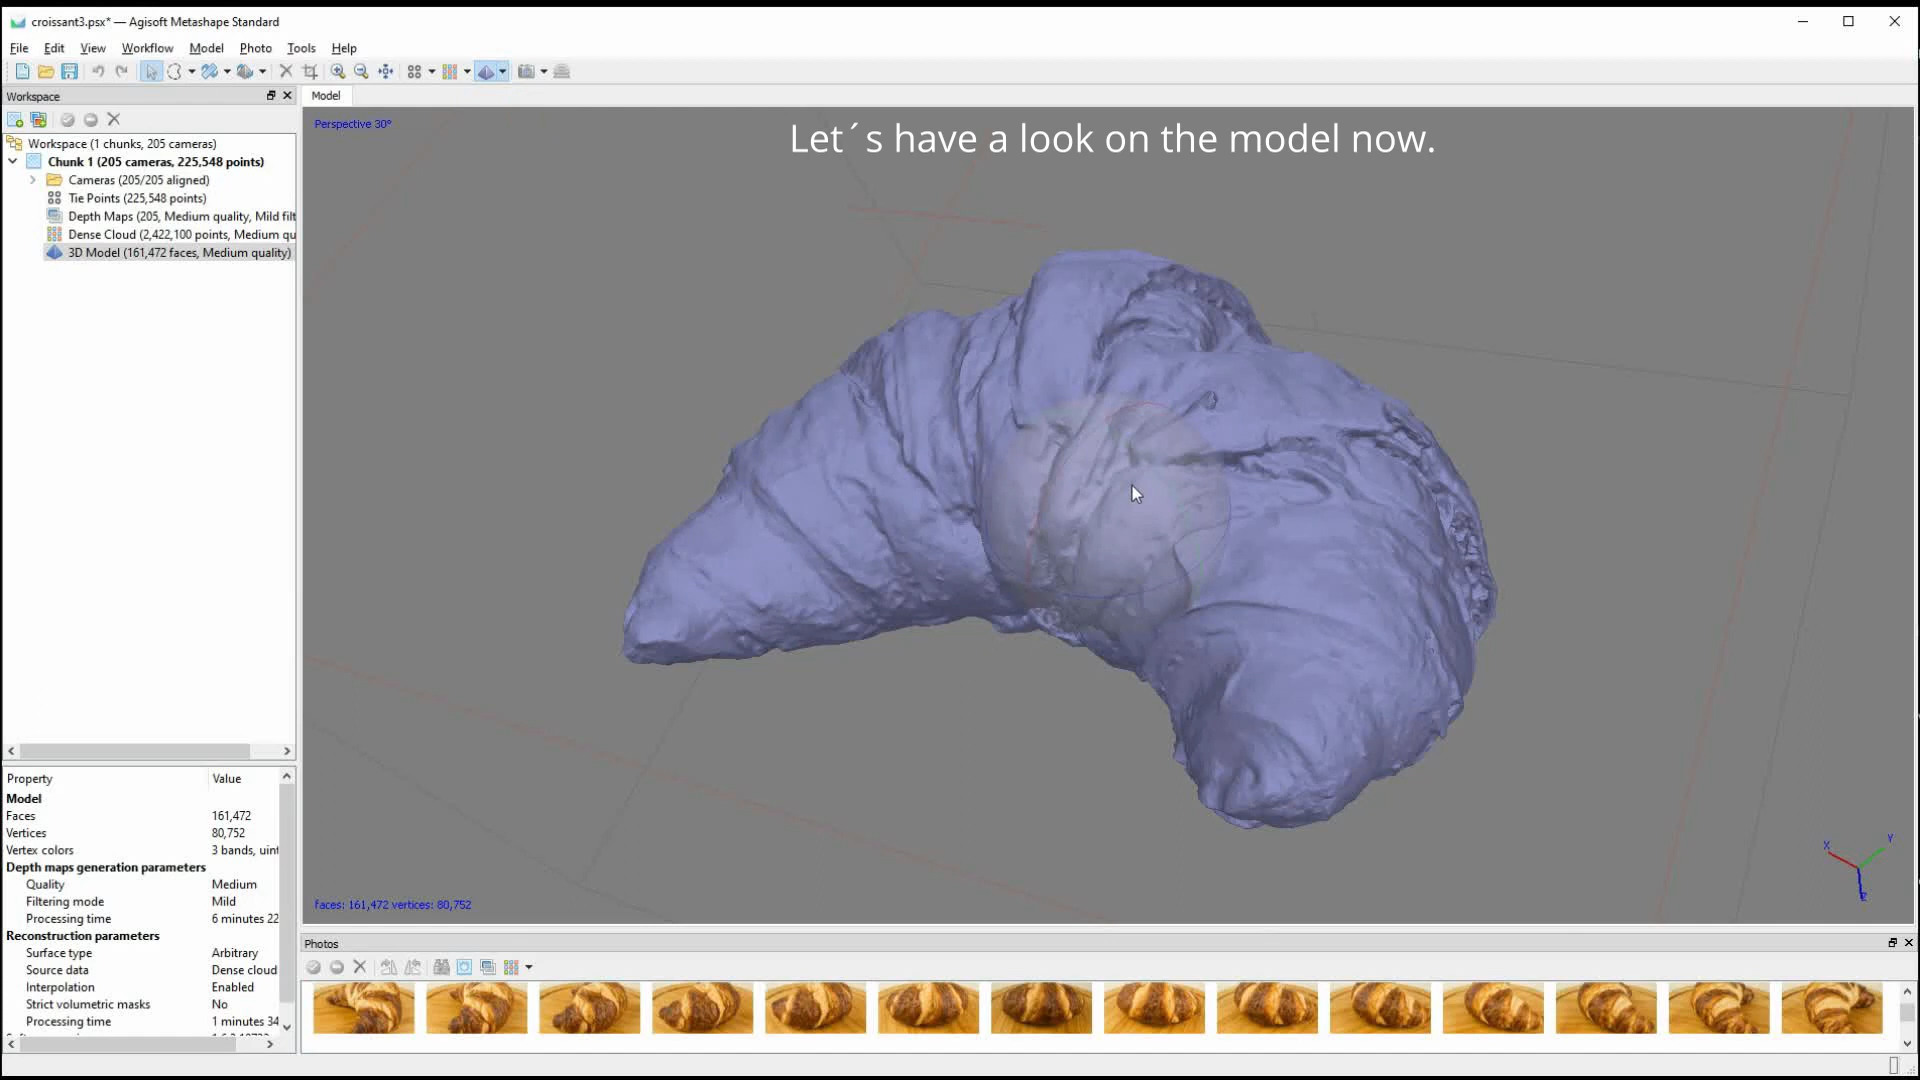 croissant3.psx* — Agisoft Metashape Standard
File Edit View Workflow Model Photo Tools Help
Workspace
Model
Workspace (1 chunks, 205 cameras)
Chunk 1 (205 cameras, 225,548 points)
Cameras (205/205 aligned)
Tie Points (225,548 points)
Depth Maps (205, Medium quality, Mild filt
Dense Cloud (2,422,100 points, Medium qu
3D Model (161,472 faces, Medium quality)
Perspective 30°
Let´s have a look on the model now.
X
Y
Z
faces: 161,472 vertices: 80,752
Property Value
Model
Faces 161,472
Vertices 80,752
Vertex colors 3 bands, uint
Depth maps generation parameters
Quality Medium
Filtering mode Mild
Processing time 6 minutes 22
Reconstruction parameters
Surface type Arbitrary
Source data Dense cloud
Interpolation Enabled
Strict volumetric masks No
Processing time 1 minutes 34
Photos